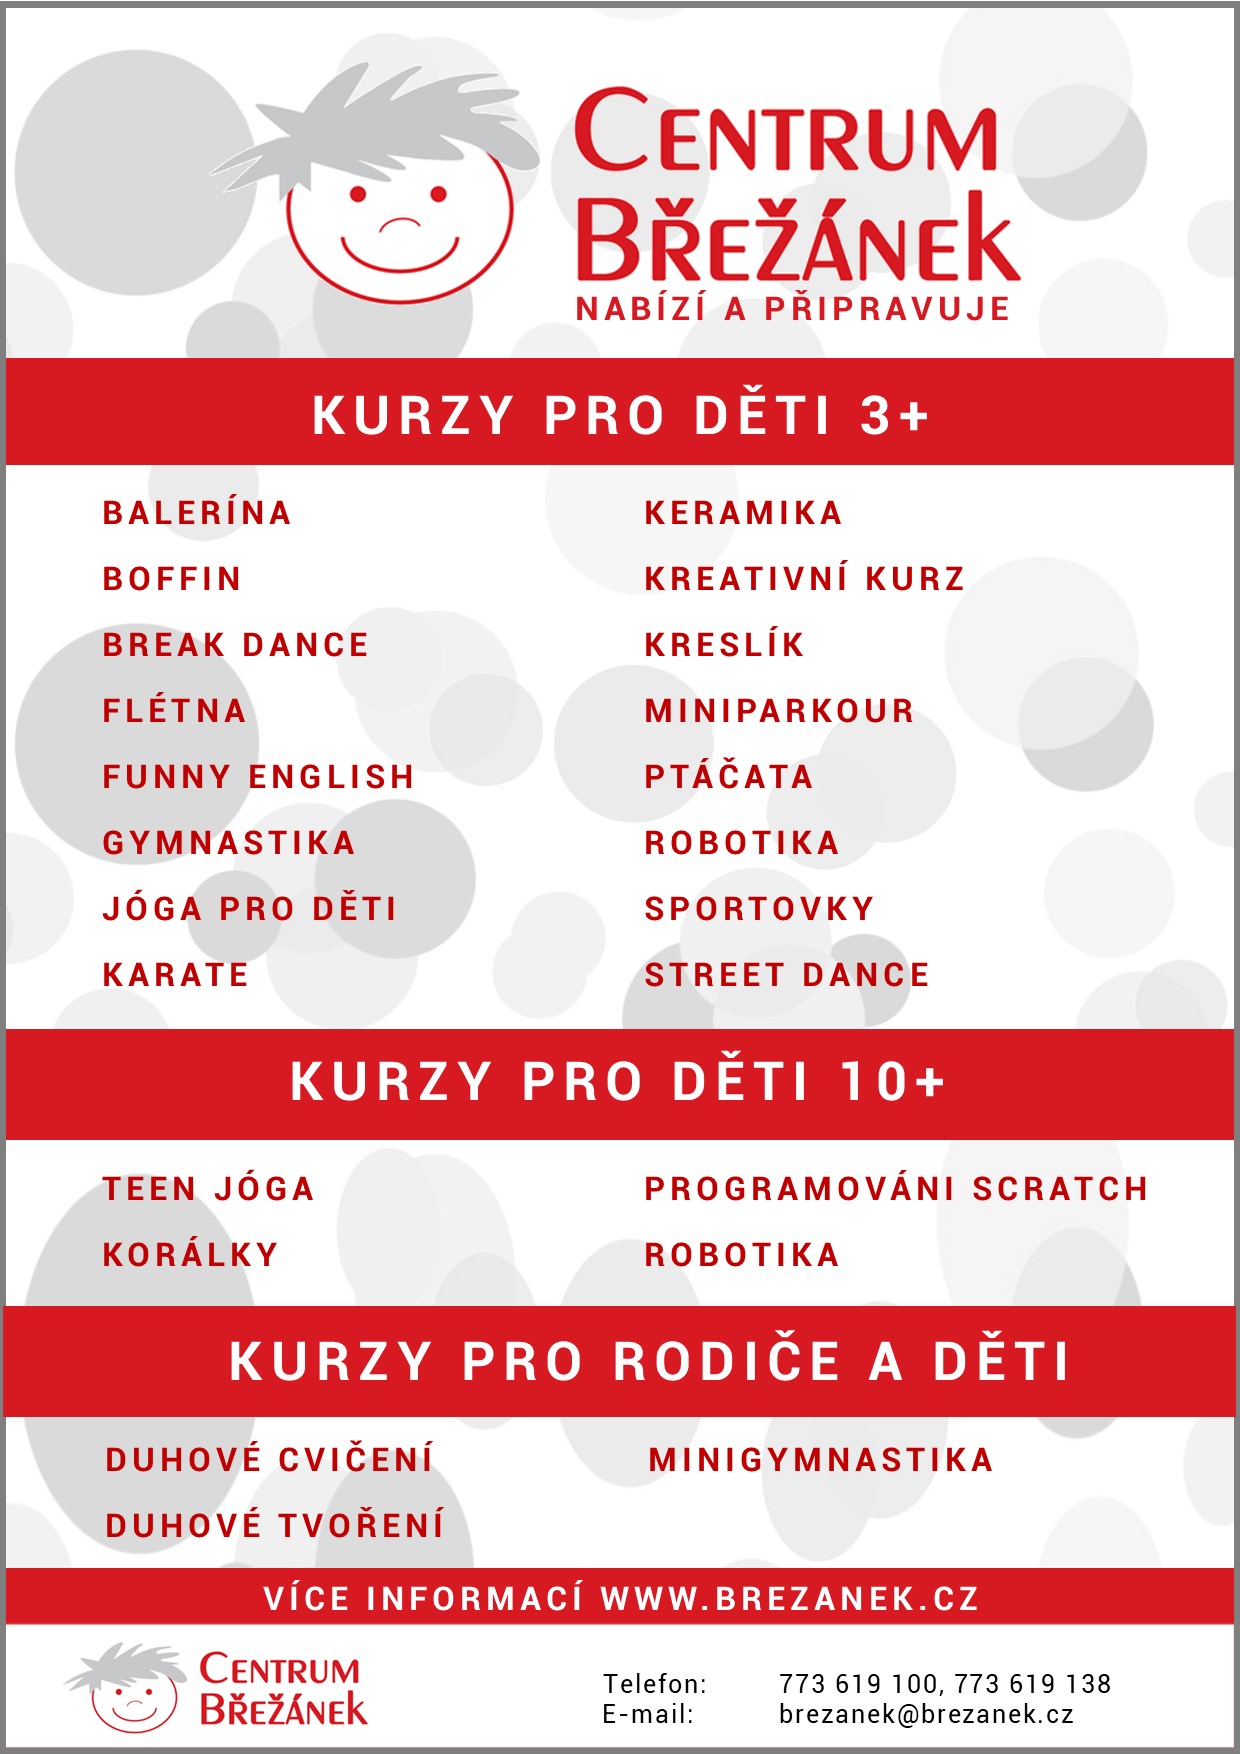 CENTRUM
BŘEŽÁNEK
NABÍZÍ A PŘIPRAVUJE
KURZY PRO DĚTI 3+
BALERÍNA
BOFFIN
BREAK DANCE
FLÉTNA
FUNNY ENGLISH
GYMNASTIKA
JÓGA PRO DĚTI
KARATE
KERAMIKA
KREATIVNÍ KURZ
KRESLÍK
MINIPARKOUR
PTÁČATA
ROBOTIKA
SPORTOVKY
STREET DANCE
KURZY PRO DĚTI 10+
TEEN JÓGA
KORÁLKY
PROGRAMOVÁNI SCRATCH
ROBOTIKA
KURZY PRO RODIČE A DĚTI
DUHOVÉ CVIČENÍ
DUHOVÉ TVOŘENÍ
MINIGYMNASTIKA
VÍCE INFORMACÍ WWW.BREZANEK.CZ
CENTRUM
BŘEŽÁNEK
Telefon: 773 619 100, 773 619 138
E-mail: brezanek@brezanek.cz